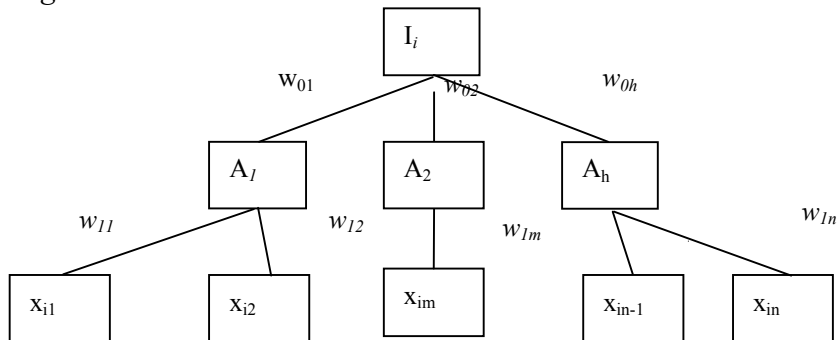 I_i
w_01 w_02 w_0h
A_1 A_2 A_h
w_11 w_12 w_1m w_1n
x_i1 x_i2 x_im x_in-1 x_in